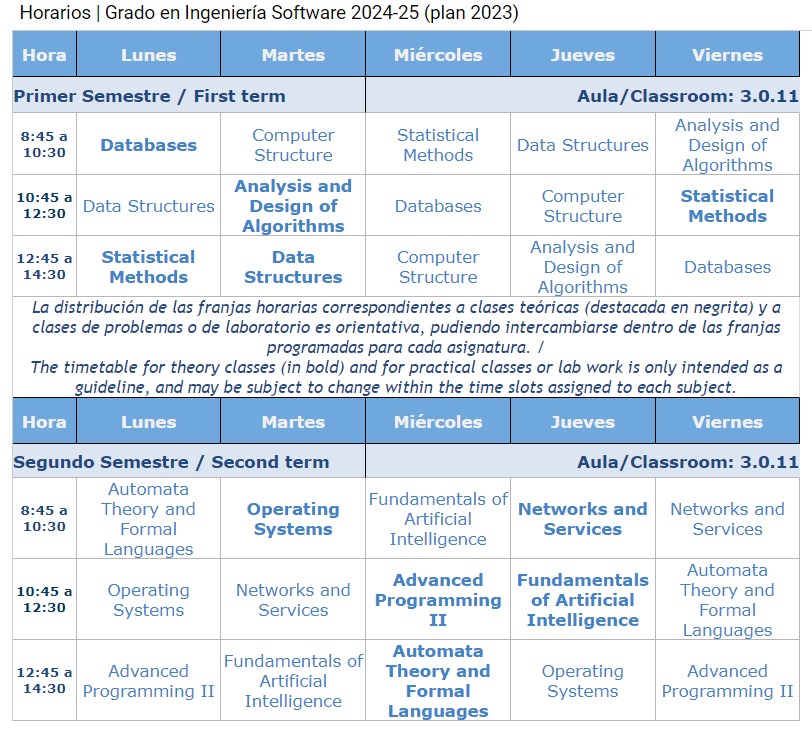 Horarios | Grado en Ingeniería Software 2024-25 (plan 2023)
Hora Lunes Martes Miércoles Jueves Viernes
Primer Semestre / First term Aula/Classroom: 3.0.11
8:45 a
10:30
Databases
Computer
Structure
Statistical
Methods
Data Structures
Analysis and
Design of
Algorithms
10:45 a
12:30
Data Structures
Analysis and
Design of
Algorithms
Databases
Computer
Structure
Statistical
Methods
12:45 a
14:30
Statistical
Methods
Data
Structures
Computer
Structure
Analysis and
Design of
Algorithms
Databases
La distribución de las franjas horarias correspondientes a clases teóricas (destacada en negrita) y a
clases de problemas o de laboratorio es orientativa, pudiendo intercambiarse dentro de las franjas
programadas para cada asignatura. /
The timetable for theory classes (in bold) and for practical classes or lab work is only intended as a
guideline, and may be subject to change within the time slots assigned to each subject.
Hora Lunes Martes Miércoles Jueves Viernes
Segundo Semestre / Second term Aula/Classroom: 3.0.11
8:45 a
10:30
Automata
Theory and
Formal
Languages
Operating
Systems
Fundamentals of
Artificial
Intelligence
Networks and
Services
Networks and
Services
10:45 a
12:30
Operating
Systems
Networks and
Services
Advanced
Programming
II
Fundamentals
of Artificial
Intelligence
Automata
Theory and
Formal
Languages
12:45 a
14:30
Advanced
Programming II
Fundamentals of
Artificial
Intelligence
Automata
Theory and
Formal
Languages
Operating
Systems
Advanced
Programming II